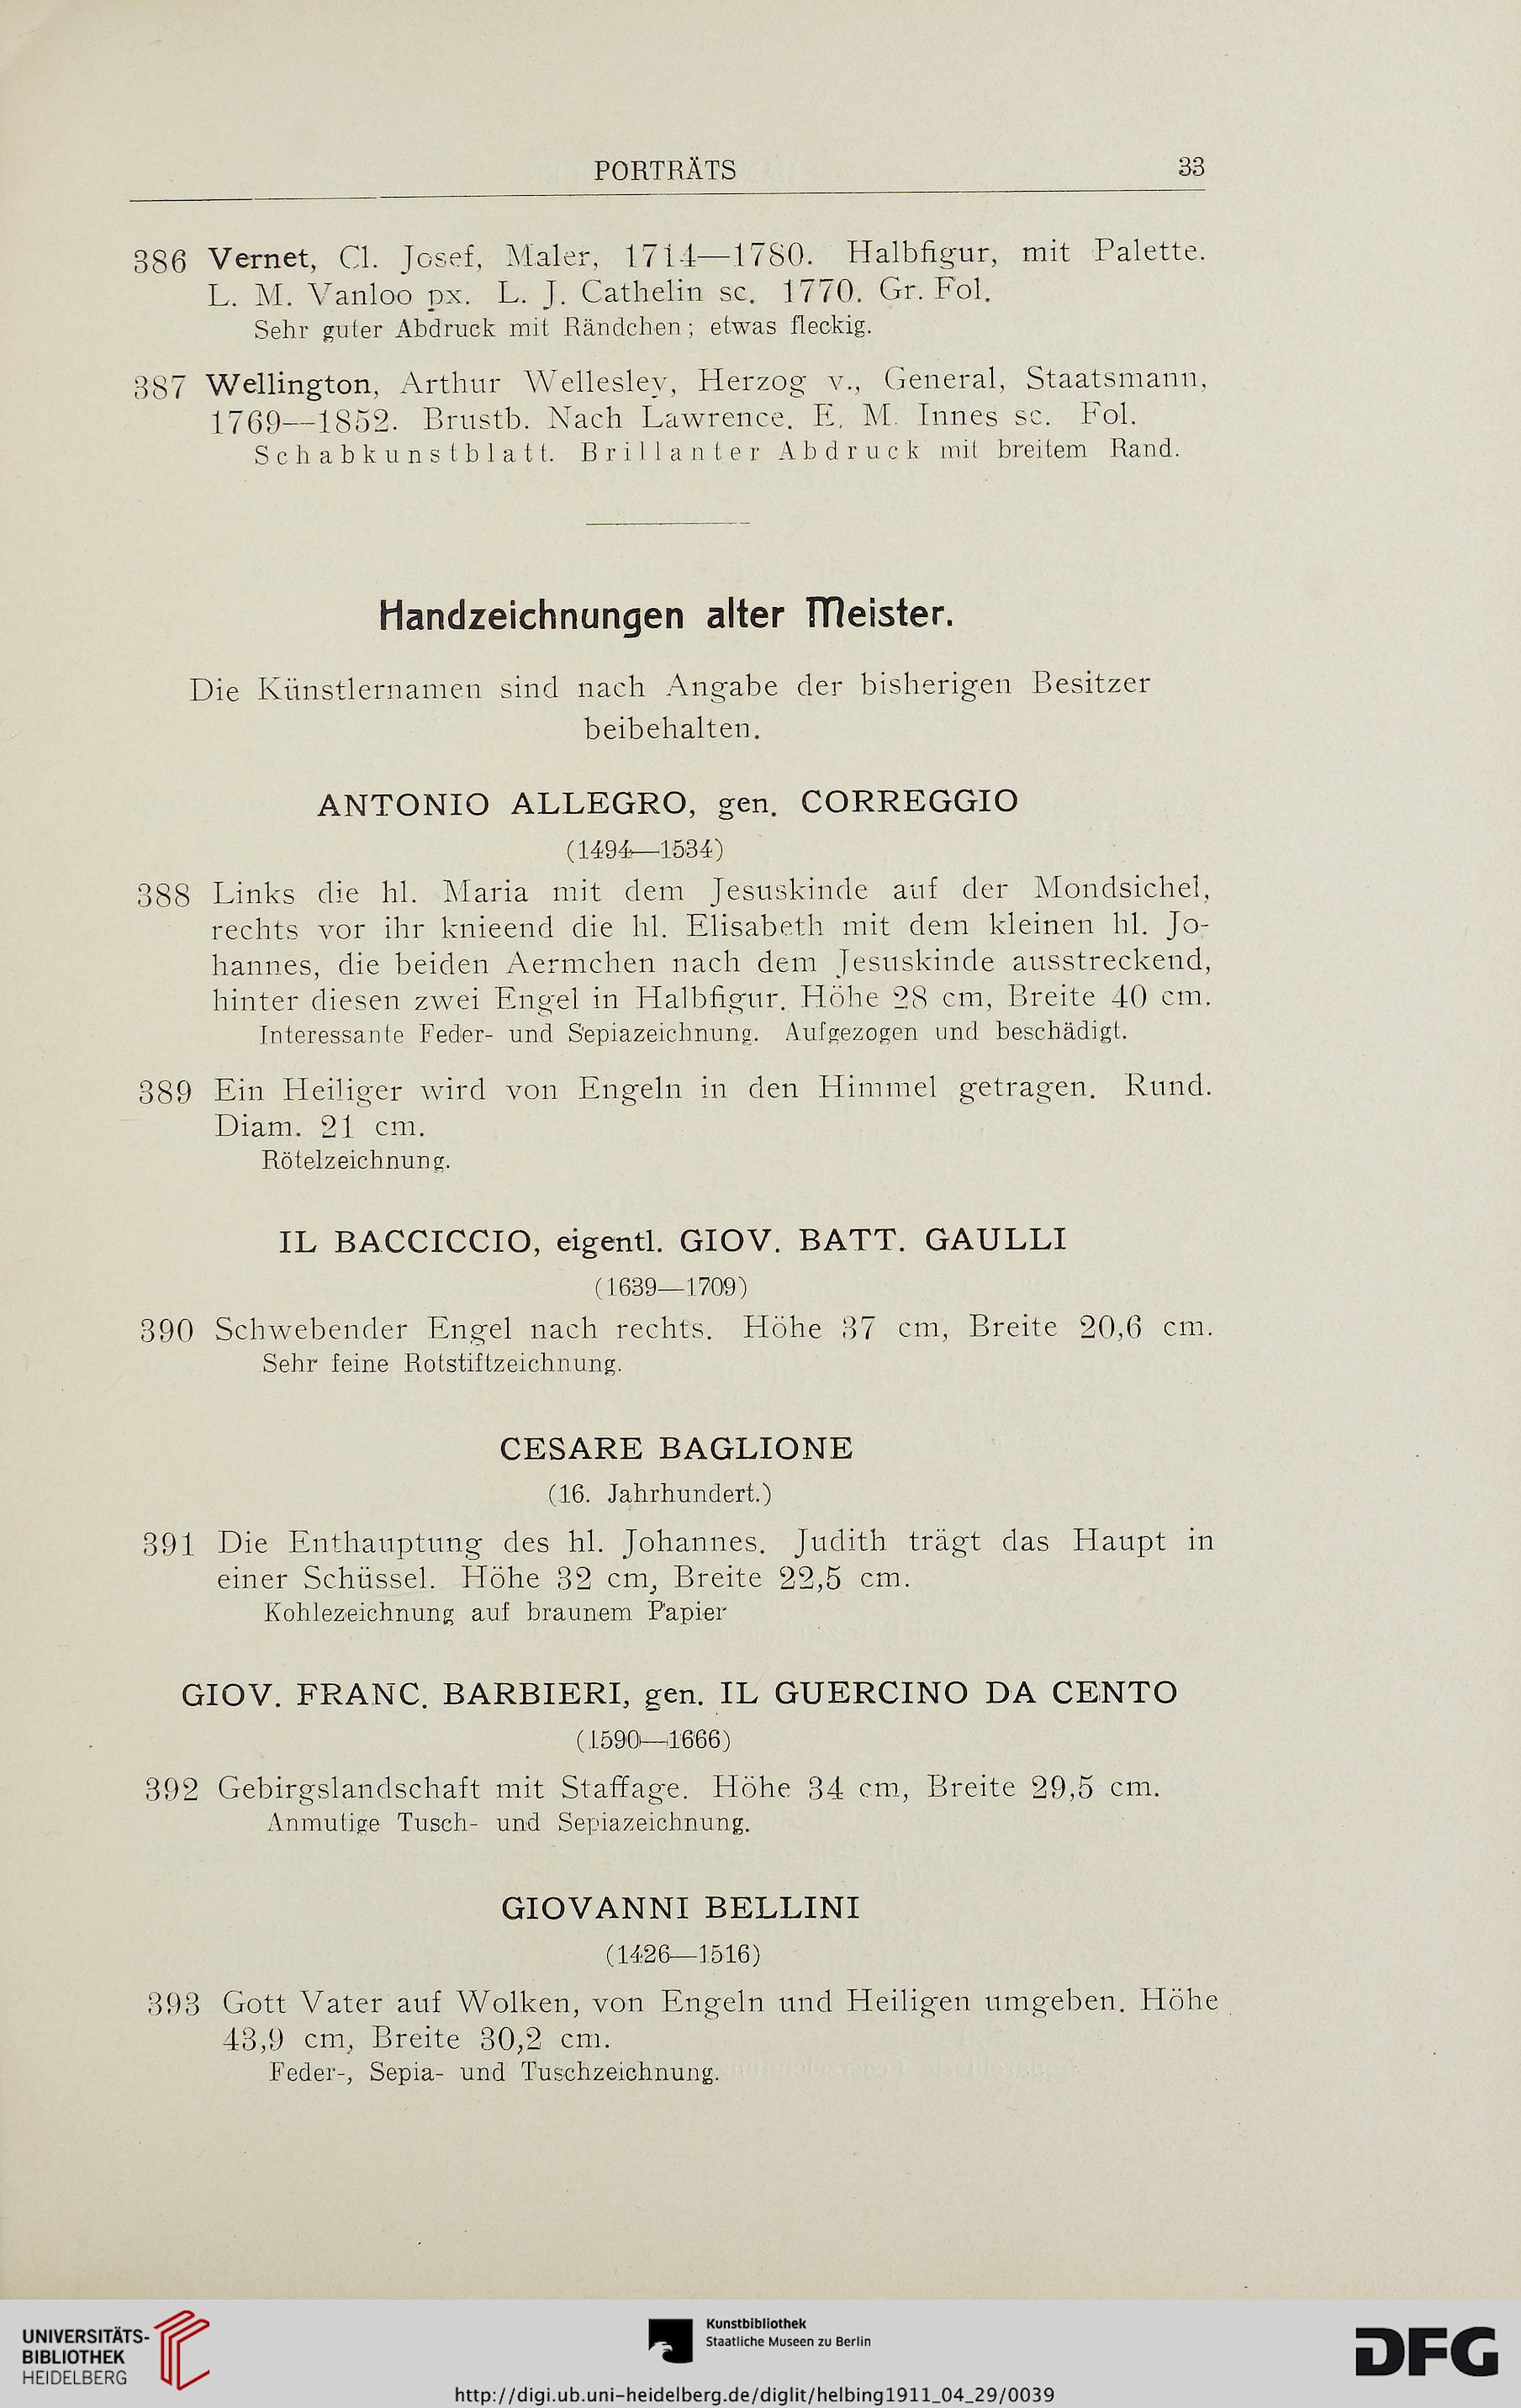 PORTRÄTS 33
386 Vernet, Cl. Josef, Maler, 1714—1780. Halbfigur, mit Palette.
L. M. Vanloo px. L. J. Cathelin sc. 1770. Gr. Fol.
Sehr guter Abdruck mit Rändchen; etwas fleckig.
387 Wellington, Arthur Wellesley, Herzog v., General, Staatsmann,
1769—1852. Brustb. Nach Lawrence. E. M. Innes sc. Fol.
Schabkunstblatt. Brillanter Abdruck mit breitem Rand.
Handzeichnungen alter Meister.
Die Künstlernamen sind nach Angabe der bisherigen Besitzer
beibehalten.
ANTONIO ALLEGRO, gen. CORREGGIO
(1494—1534)
388 Links die hl. Maria mit dem Jesuskinde auf der Mondsichel,
rechts vor ihr knieend die hl. Elisabeth mit dem kleinen hl. Jo-
hannes, die beiden Aermchen nach dem Jesuskinde ausstreckend,
hinter diesen zwei Engel in Halbfigur. Höhe 28 cm, Breite 40 cm.
Interessante Feder- und Sepiazeichnung. Aufgezogen und beschädigt.
389 Ein Heiliger wird von Engeln in den Himmel getragen. Rund.
Diam. 21 cm.
Rötelzeichnung.
IL BACCICCIO, eigentl. GIOV. BATT. GAULLI
(1639—1709)
390 Schwebender Engel nach rechts. Höhe 37 cm, Breite 20,6 cm.
Sehr feine Rotstiftzeichnung.
CESARE BAGLIONE
(16. Jahrhundert.)
391 Die Enthauptung des hl. Johannes. Judith trägt das Haupt in
einer Schüssel. Höhe 32 cm, Breite 22,5 cm.
Kohlezeichnung auf braunem Papier
GIOV. FRANC. BARBIERI, gen. IL GUERCINO DA CENTO
(1590—1666)
392 Gebirgslandschaft mit Staffage. Höhe 34 cm, Breite 29,5 cm.
Anmutige Tusch- und Sepiazeichnung.
GIOVANNI BELLINI
(1426—1516)
393 Gott Vater auf Wolken, von Engeln und Heiligen umgeben. Höhe
43,9 cm, Breite 30,2 cm.
Feder-, Sepia- und Tuschzeichnung.
UNIVERSITÄTS-
BIBLIOTHEK
HEIDELBERG
Kunstbibliothek
Staatliche Museen zu Berlin
DFG
http://digi.ub.uni-heidelberg.de/diglit/helbing1911_04_29/0039